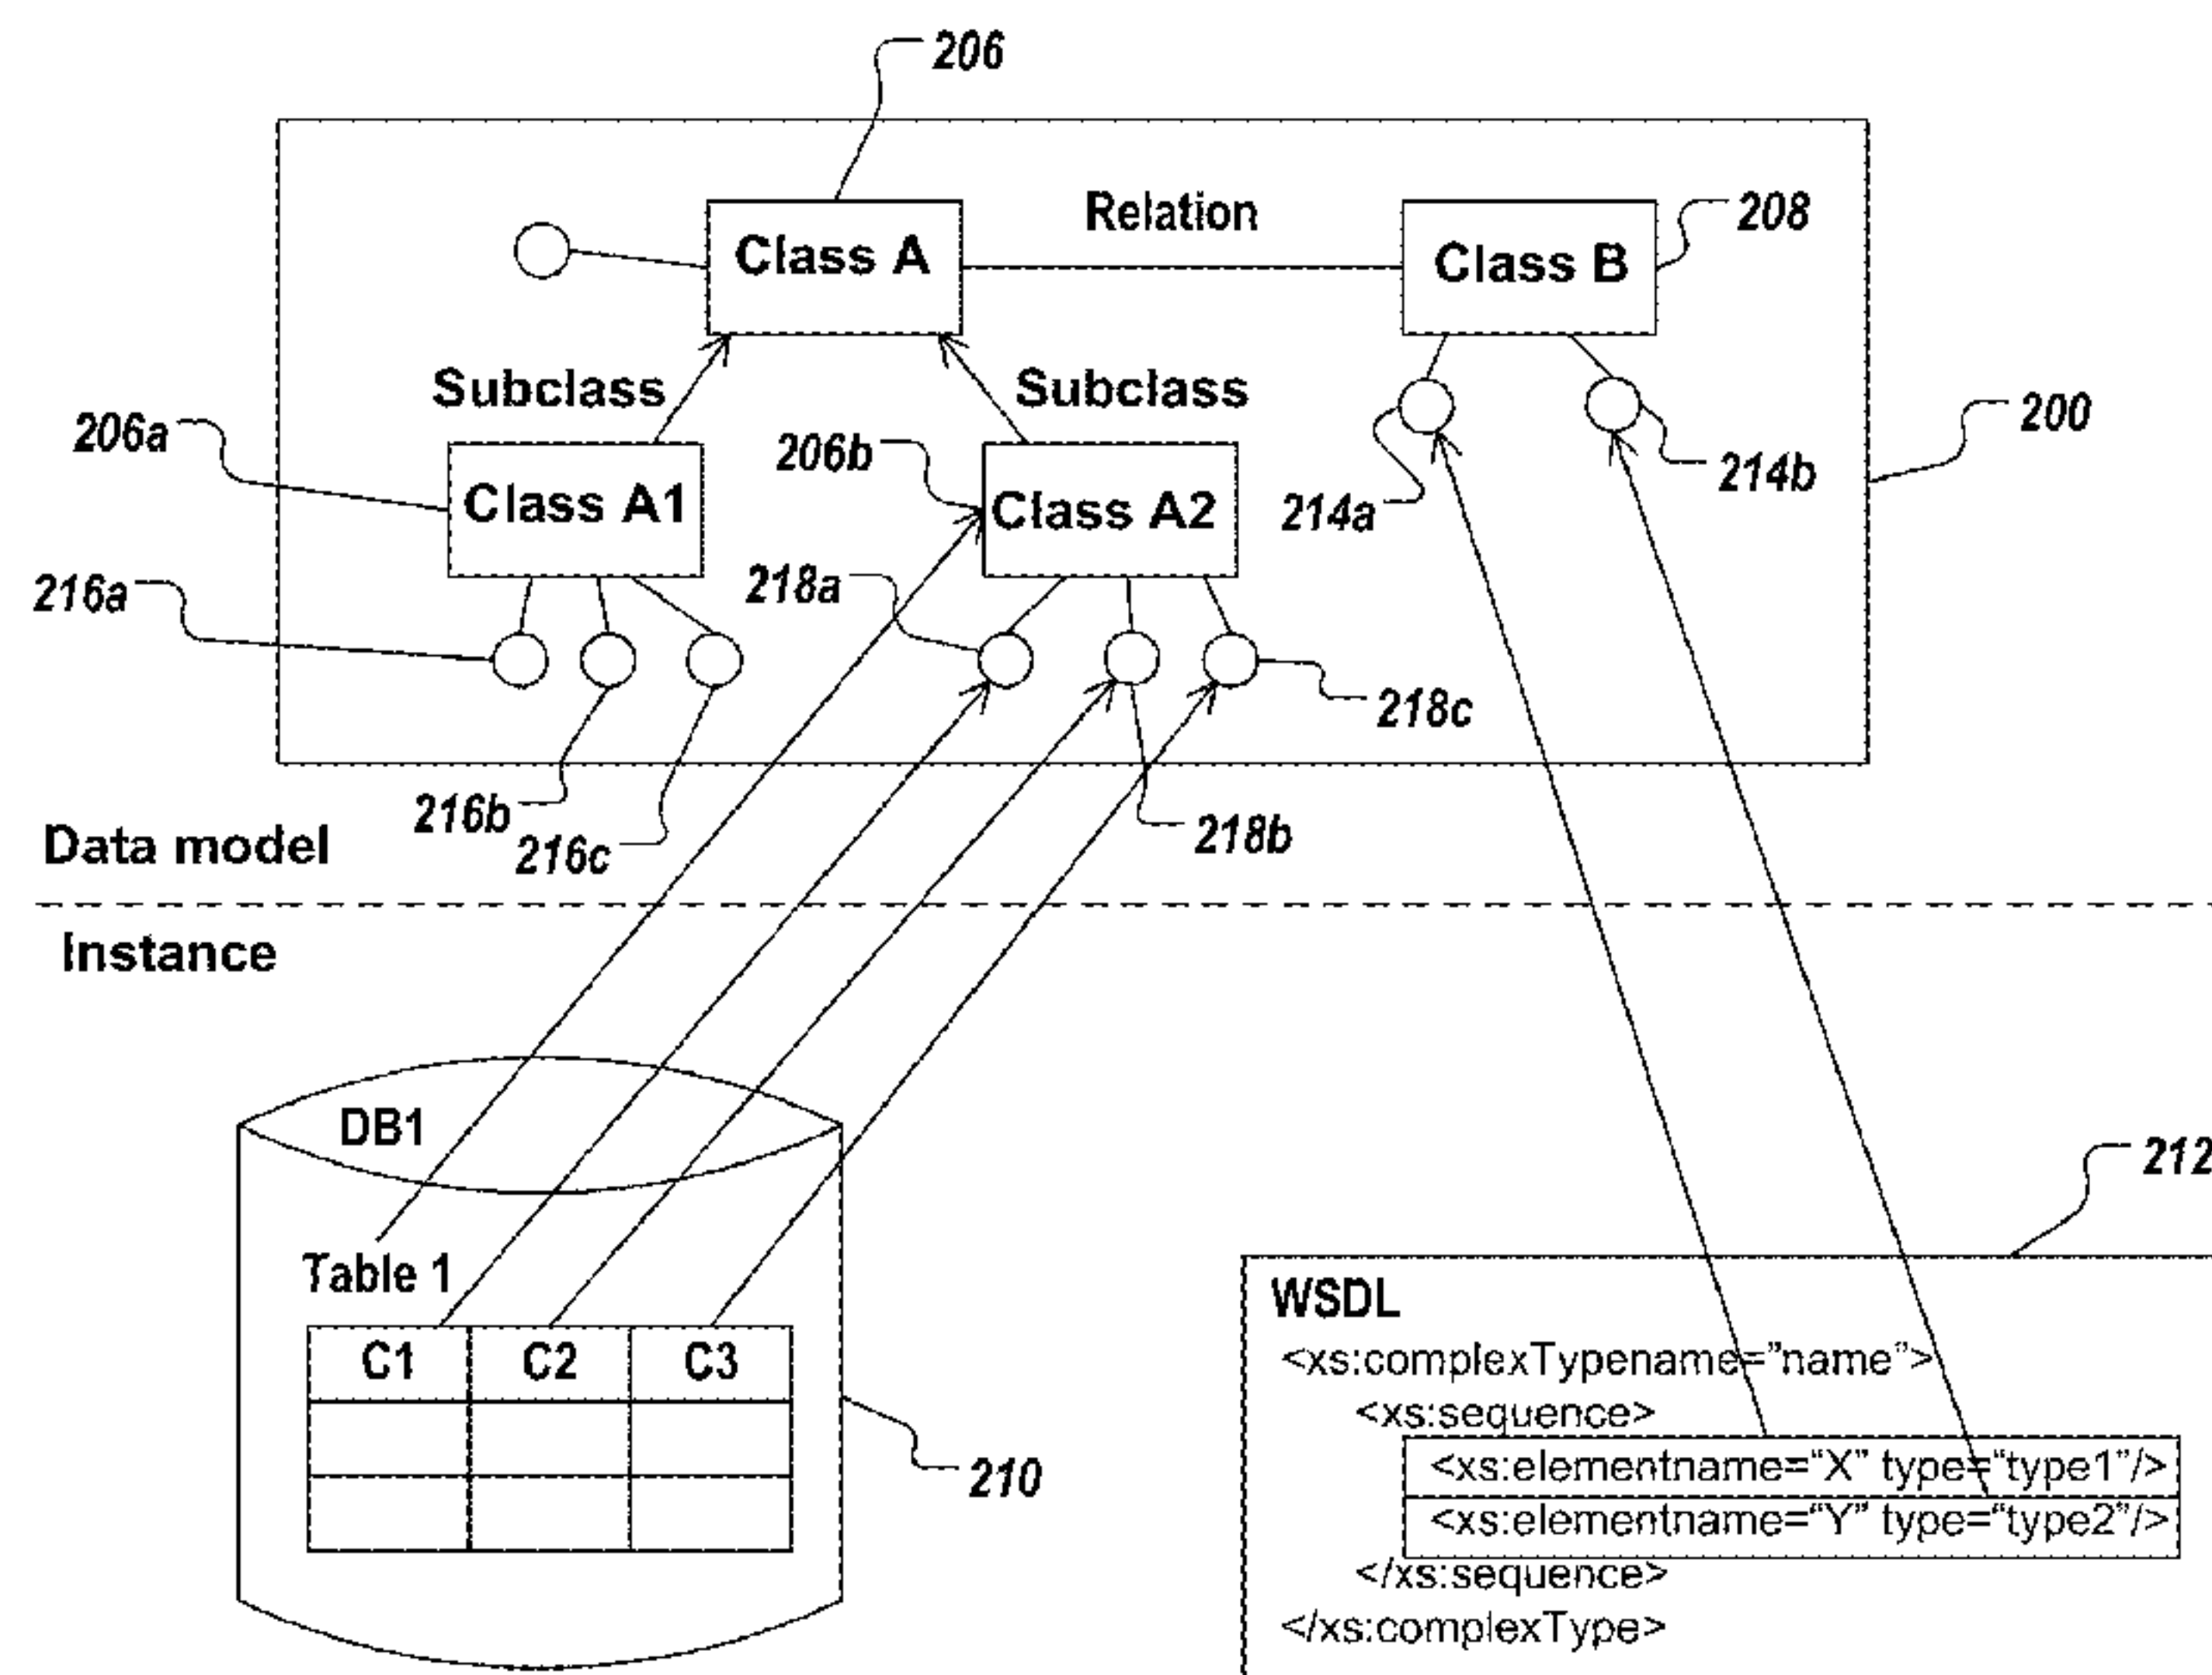 206
Relation
208
Class A
Class B
Subclass
Subclass
206a
200
206b
214b
Class A1
Class A2
214a
218a
216a
218c
216b
218b
216c
Data model
Instance
DB1
212
Table 1
WSDL
C1 C2 C3
<xs:complexTypename="name">
<xs:sequence>
<xs:elementname="X" type="type1"/>
210
<xs:elementname="Y" type="type2"/>
</xs:sequence>
</xs:complexType>